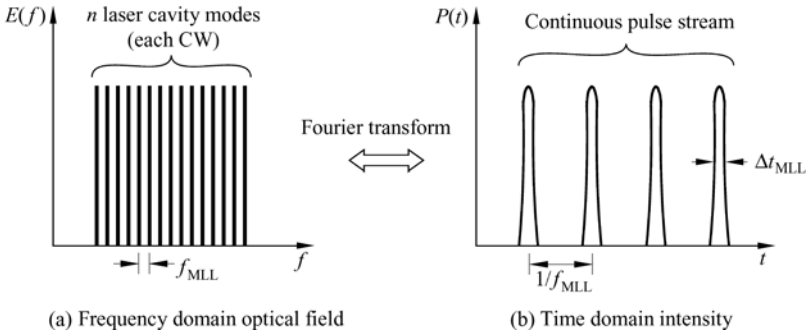 E(f)
n laser cavity modes
(each CW)
f_MLL
f
Fourier transform
P(t)
Continuous pulse stream
Δt_MLL
1/f_MLL
t
(a) Frequency domain optical field
(b) Time domain intensity